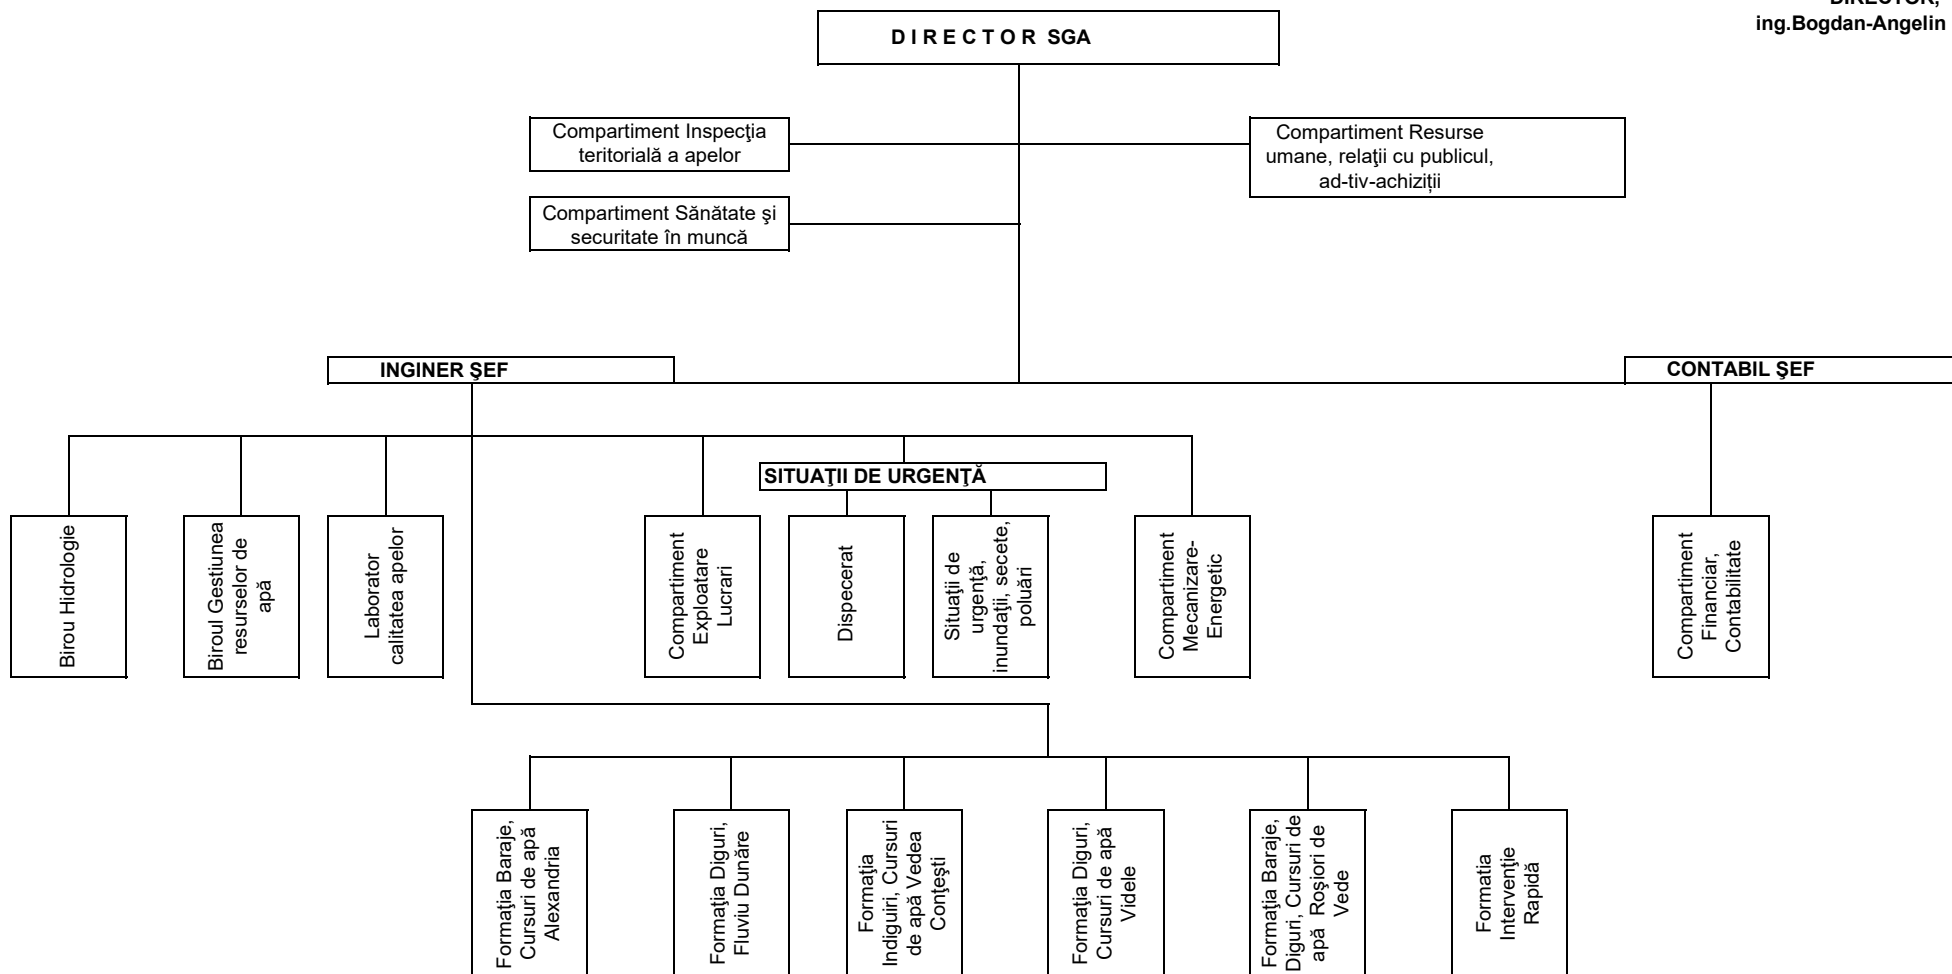 DIRECTOR,
ing.Bogdan-Angelin
D I R E C T O R SGA
Compartiment Inspecţia
teritorială a apelor
Compartiment Resurse
umane, relaţii cu publicul,
ad-tiv-achiziții
Compartiment Sănătate şi
securitate în muncă
INGINER ŞEF
CONTABIL ŞEF
SITUAŢII DE URGENŢĂ
Birou Hidrologie
Biroul Gestiunea
resurselor de
apă
Laborator
calitatea apelor
Compartiment
Exploatare
Lucrari
Dispecerat
Situaţii de
urgenţă,
inundaţii, secete,
poluări
Compartiment
Mecanizare-
Energetic
Compartiment
Financiar,
Contabilitate
Formaţia Baraje,
Cursuri de apă
Alexandria
Formaţia Diguri,
Fluviu Dunăre
Formaţia
Indiguiri, Cursuri
de apă Vedea
Conţeşti
Formaţia Diguri,
Cursuri de apă
Videle
Formaţia Baraje,
Diguri, Cursuri de
apă Roşiori de
Vede
Formatia
Intervenţie
Rapidă